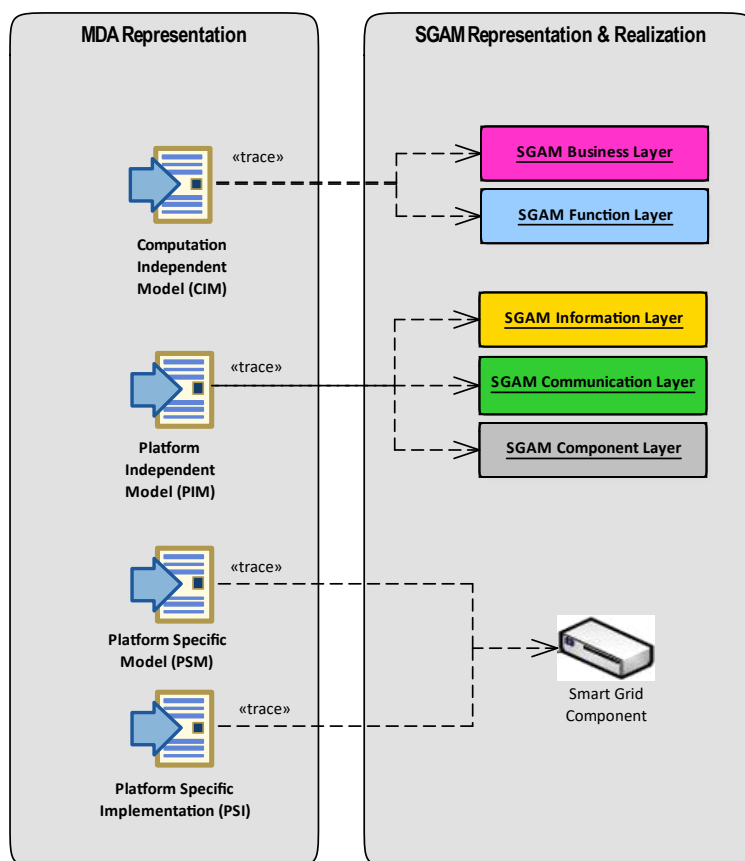 MDA Representation
SGAM Representation & Realization
«trace»
SGAM Business Layer
SGAM Function Layer
Computation
Independent
Model (CIM)
«trace»
SGAM Information Layer
SGAM Communication Layer
SGAM Component Layer
Platform
Independent
Model (PIM)
«trace»
Platform Specific
Model (PSM)
Smart Grid
Component
«trace»
Platform Specific
Implementation (PSI)